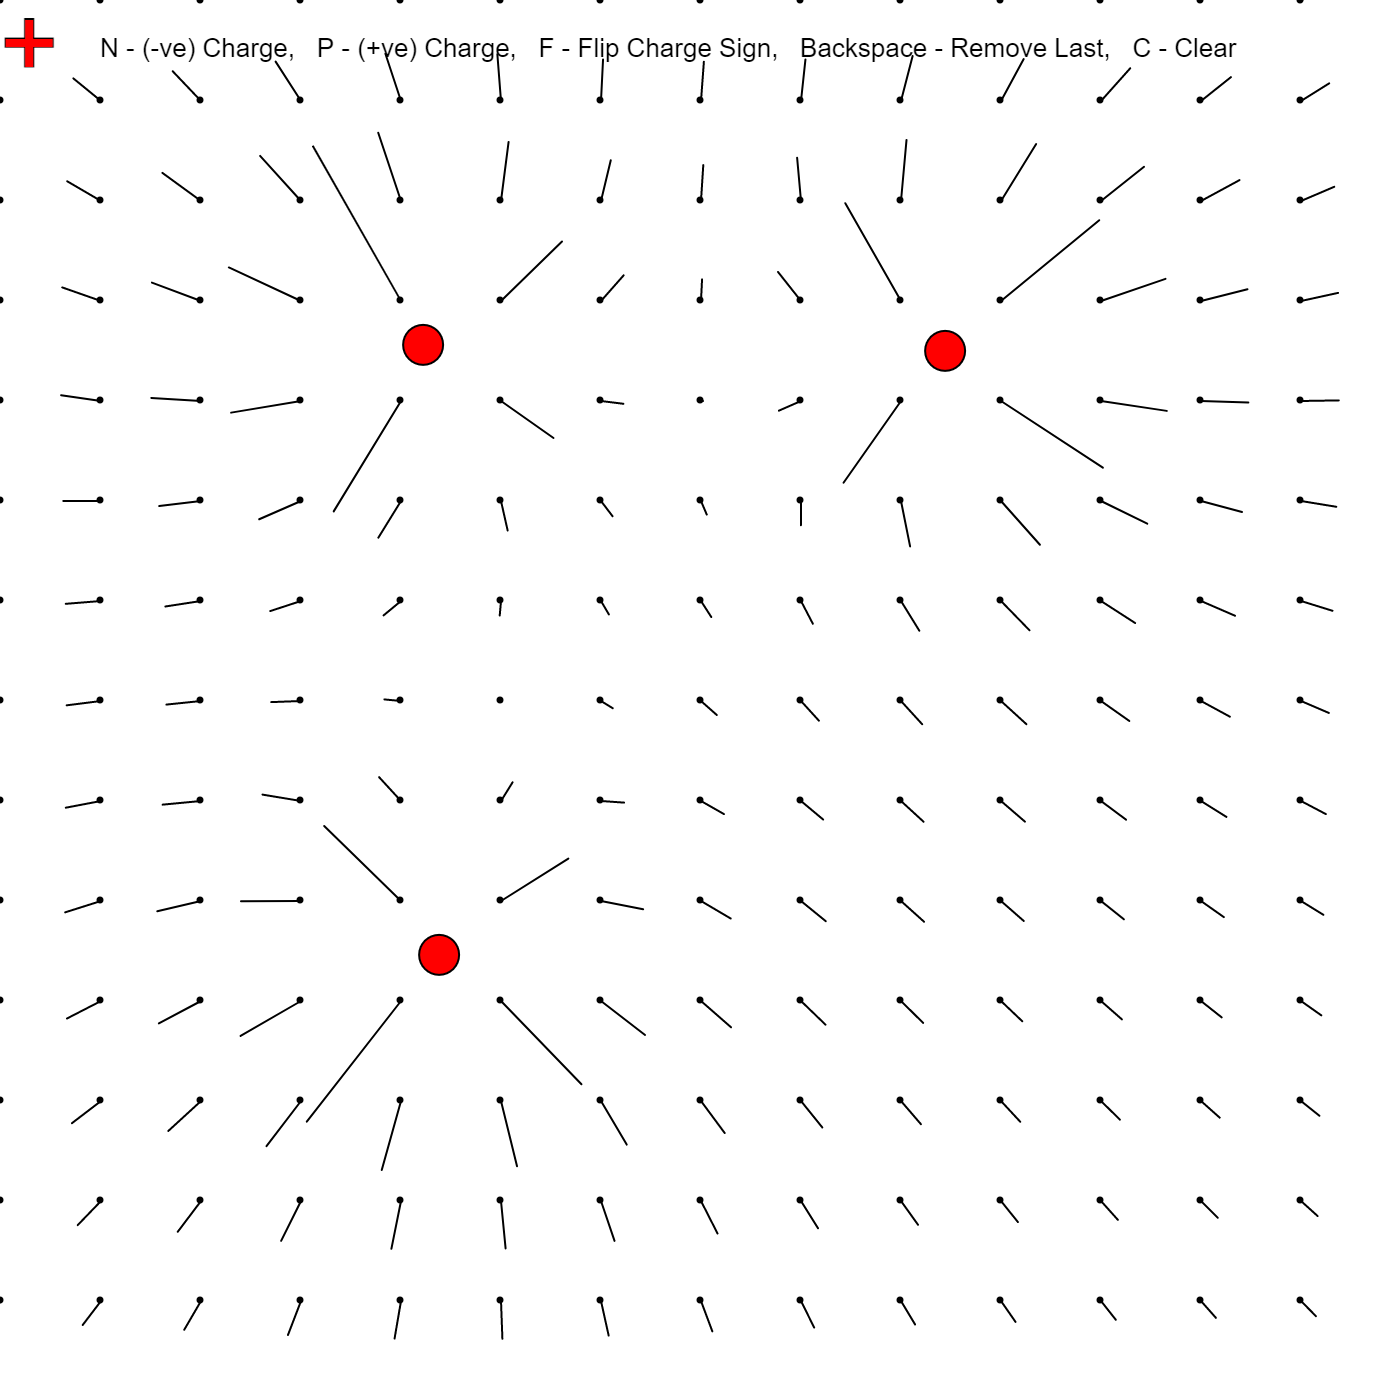 N - (-ve) Charge,   P - (+ve) Charge,   F - Flip Charge Sign,   Backspace - Remove Last,   C - Clear